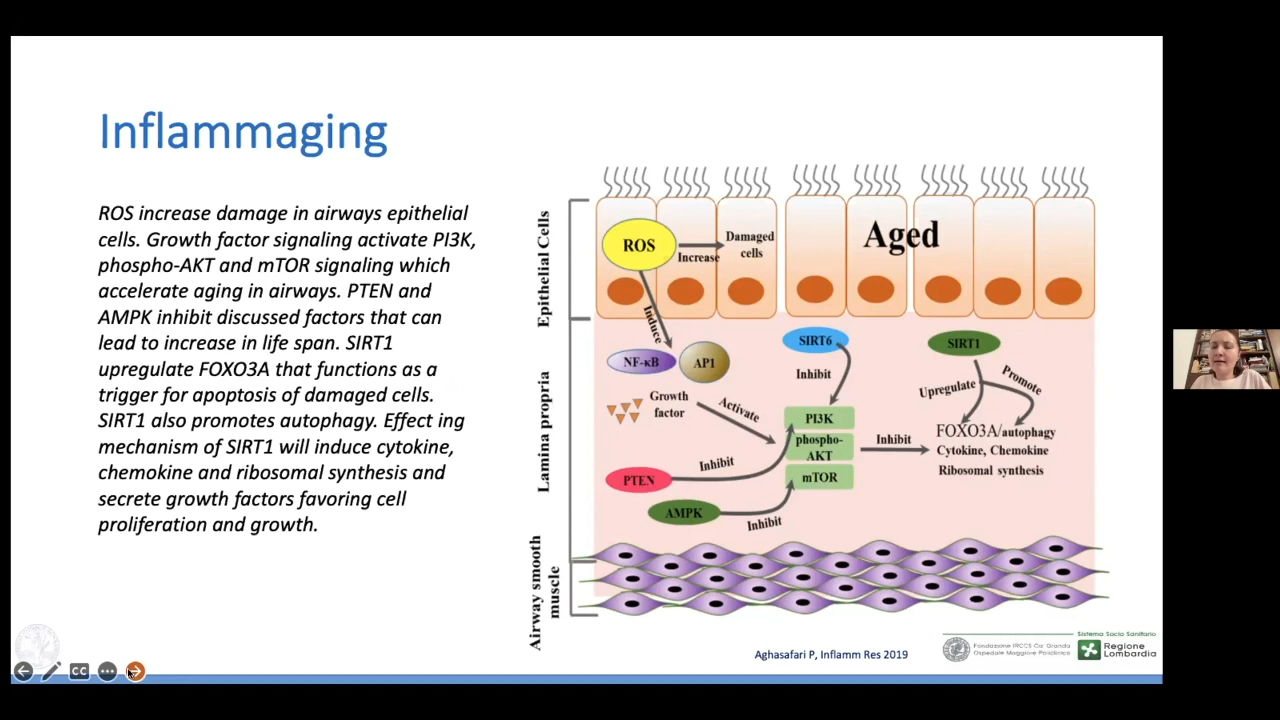 Inflammaging
ROS increase damage in airways epithelial
cells. Growth factor signaling activate PI3K,
phospho-AKT and mTOR signaling which
accelerate aging in airways. PTEN and
AMPK inhibit discussed factors that can
lead to increase in life span. SIRT1
upregulate FOXO3A that functions as a
trigger for apoptosis of damaged cells.
SIRT1 also promotes autophagy. Effect ing
mechanism of SIRT1 will induce cytokine,
chemokine and ribosomal synthesis and
secrete growth factors favoring cell
proliferation and growth.
Epithelial Cells
ROS
Increase
Damaged
cells
Aged
Induce
Lamina propria
NF-κB
AP1
SIRT6
SIRT1
Inhibit
Upregulate
Promote
Growth
factor
Activate
PI3K
phospho-
AKT
mTOR
Inhibit
FOXO3A/autophagy
Cytokine, Chemokine
Ribosomal synthesis
PTEN
Inhibit
AMPK
Inhibit
Airway smooth
muscle
Aghasafari P, Inflamm Res 2019
Fondazione IRCCS Ca' Granda
Ospedale Maggiore Policlinico
Sistema Socio Sanitario
Regione
Lombardia
CC